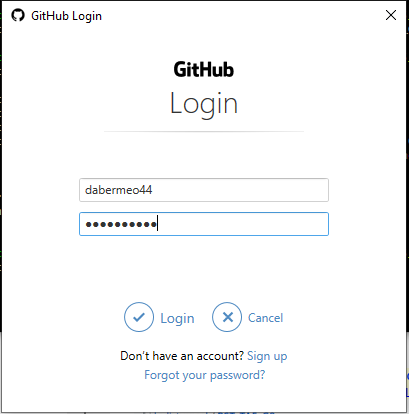 GitHub Login
GitHub
Login
dabermeo44
●●●●●●●●●●
Login Cancel
Don't have an account? Sign up
Forgot your password?